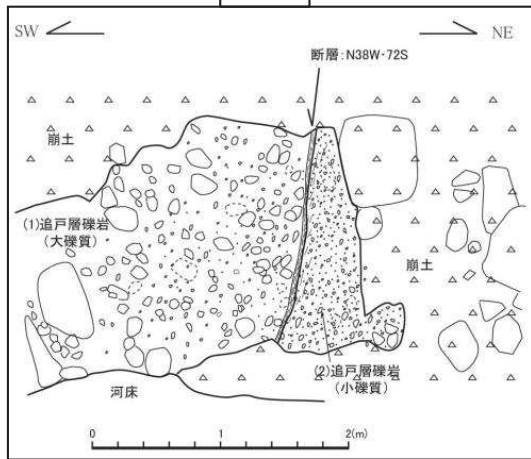 SW
NE
断層:N38W・72S
崩土
(1)追戸層礫岩
(大礫質)
崩土
(2)追戸層礫岩
(小礫質)
河床
0 1 2(m)